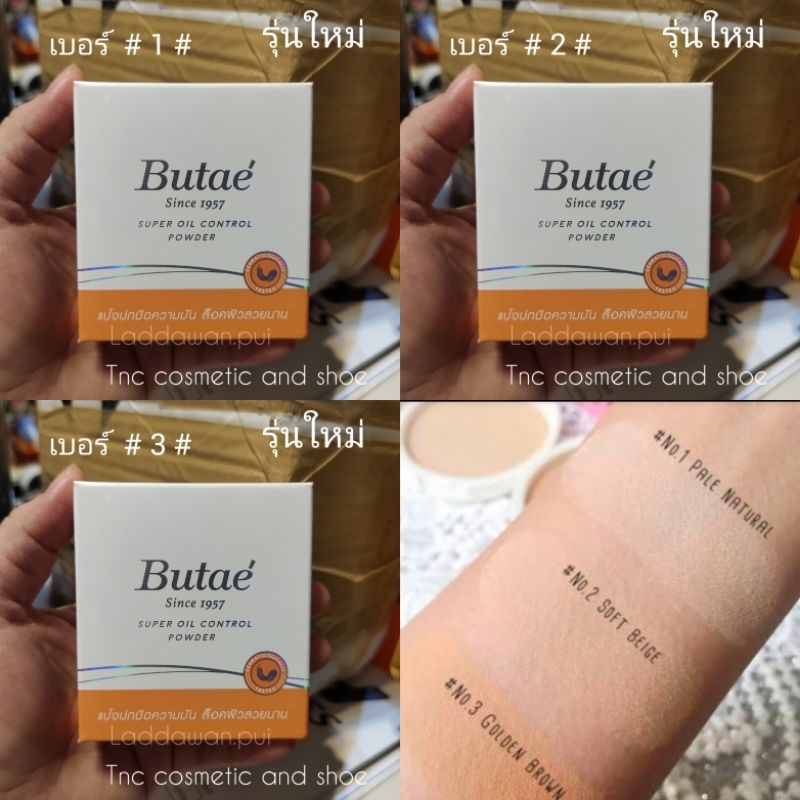 เบอร์ # 1 #
รุ่นใหม่
Butaé
Since 1957
SUPER OIL CONTROL
POWDER
DERMATOLOGICALLY
TESTED
แป้งปกปิดความมัน ล็อคผิวสวยนาน
Laddawan.pui
Tnc cosmetic and shoe
เบอร์ # 2 #
รุ่นใหม่
Butaé
Since 1957
SUPER OIL CONTROL
POWDER
DERMATOLOGICALLY
TESTED
แป้งปกปิดความมัน ล็อคผิวสวยนาน
Laddawan.pui
Tnc cosmetic and shoe
เบอร์ # 3 #
รุ่นใหม่
Butaé
Since 1957
SUPER OIL CONTROL
POWDER
DERMATOLOGICALLY
TESTED
แป้งปกปิดความมัน ล็อคผิวสวยนาน
Laddawan.pui
Tnc cosmetic and shoe
#No.1 Pale Natural
#No.2 Soft Beige
#No.3 Golden Brown